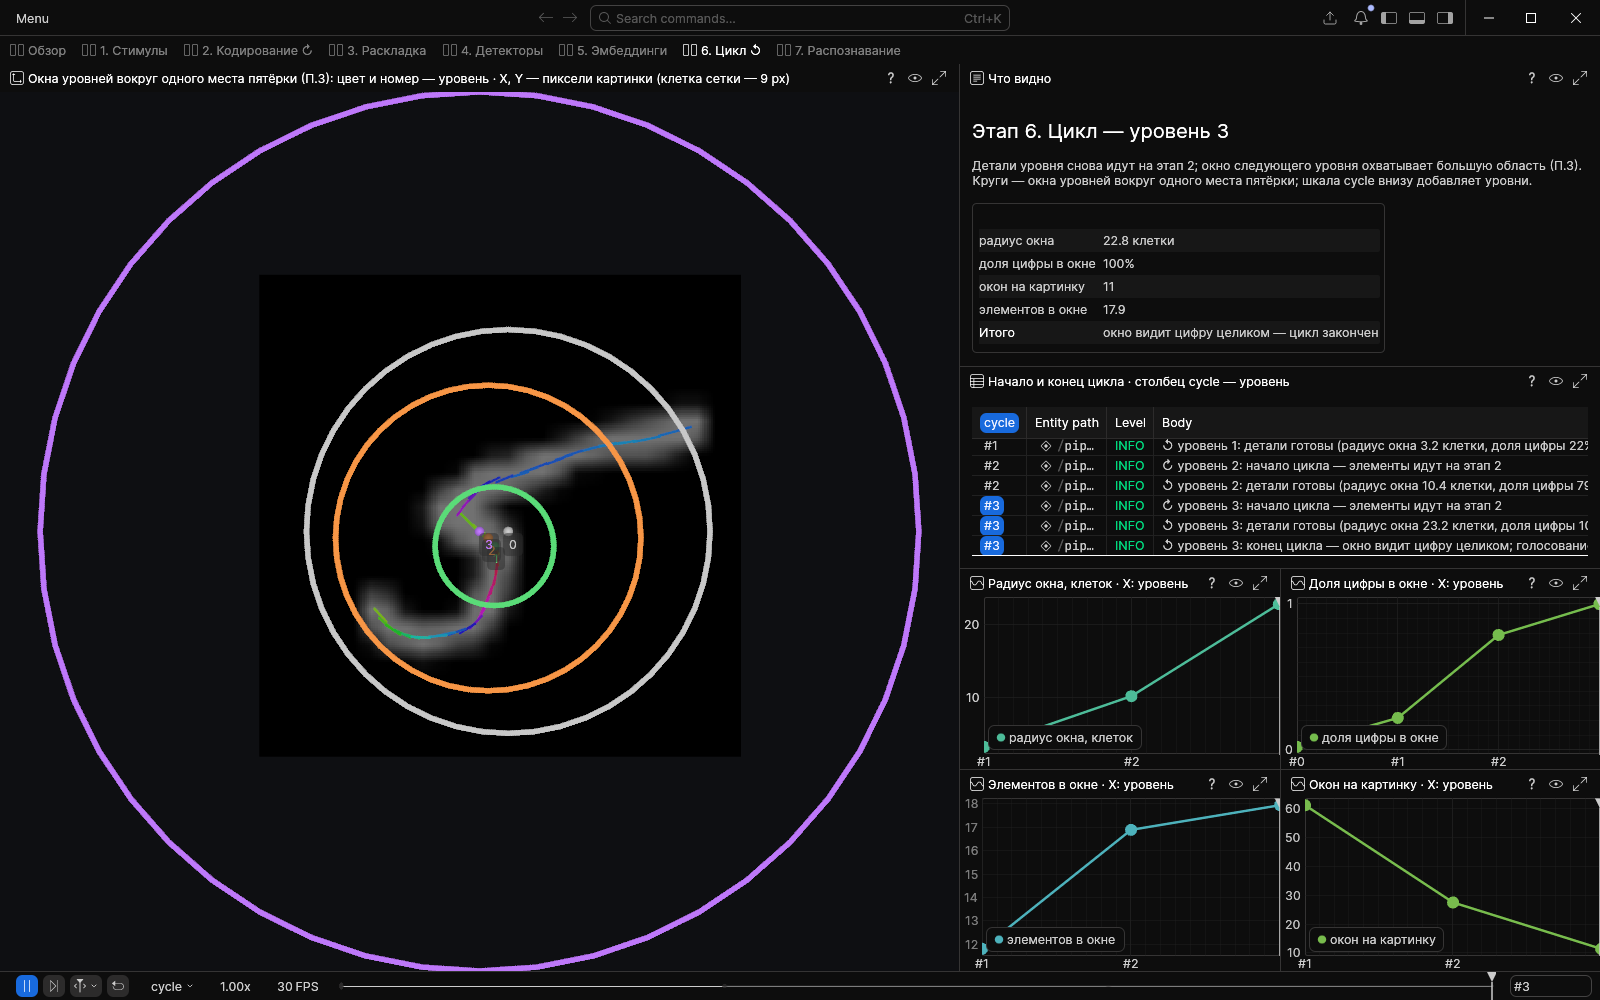 Menu
Search commands... Ctrl+K
Обзор 1. Стимулы 2. Кодирование 3. Раскладка 4. Детекторы 5. Эмбеддинги 6. Цикл 7. Распознавание
Окна уровней вокруг одного места пятёрки (П.3): цвет и номер — уровень · X, Y — пиксели картинки (клетка сетки — 9 px)
3
0
2
1
Что видно
Этап 6. Цикл — уровень 3
Детали уровня снова идут на этап 2; окно следующего уровня охватывает большую область (П.3).
Круги — окна уровней вокруг одного места пятёрки; шкала cycle внизу добавляет уровни.
радиус окна 22.8 клетки
доля цифры в окне 100%
окон на картинку 11
элементов в окне 17.9
Итого окно видит цифру целиком — цикл закончен
Начало и конец цикла · столбец cycle — уровень
cycle Entity path Level Body
#1 /pip… INFO уровень 1: детали готовы (радиус окна 3.2 клетки, доля цифры 22%
#2 /pip… INFO уровень 2: начало цикла — элементы идут на этап 2
#2 /pip… INFO уровень 2: детали готовы (радиус окна 10.4 клетки, доля цифры 79
#3 /pip… INFO уровень 3: начало цикла — элементы идут на этап 2
#3 /pip… INFO уровень 3: детали готовы (радиус окна 23.2 клетки, доля цифры 10
#3 /pip… INFO уровень 3: конец цикла — окно видит цифру целиком; голосовани
Радиус окна, клеток · X: уровень
20
10
радиус окна, клеток
#1 #2
Доля цифры в окне · X: уровень
1
0
доля цифры в окне
#0 #1 #2
Элементов в окне · X: уровень
18
17
16
15
14
13
12
элементов в окне
#1 #2
Окон на картинку · X: уровень
60
50
40
30
20
10
окон на картинку
#1 #2
cycle 1.00x 30 FPS #3